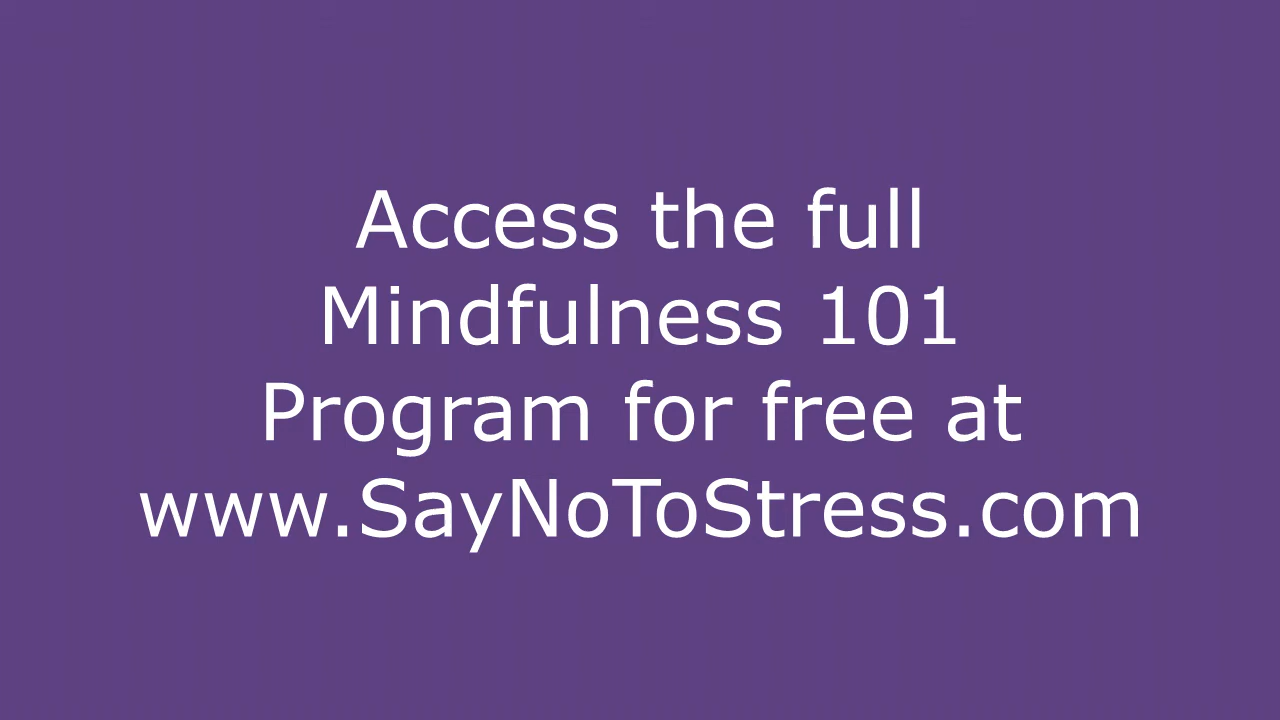 Access the full
Mindfulness 101
Program for free at
www.SayNoToStress.com